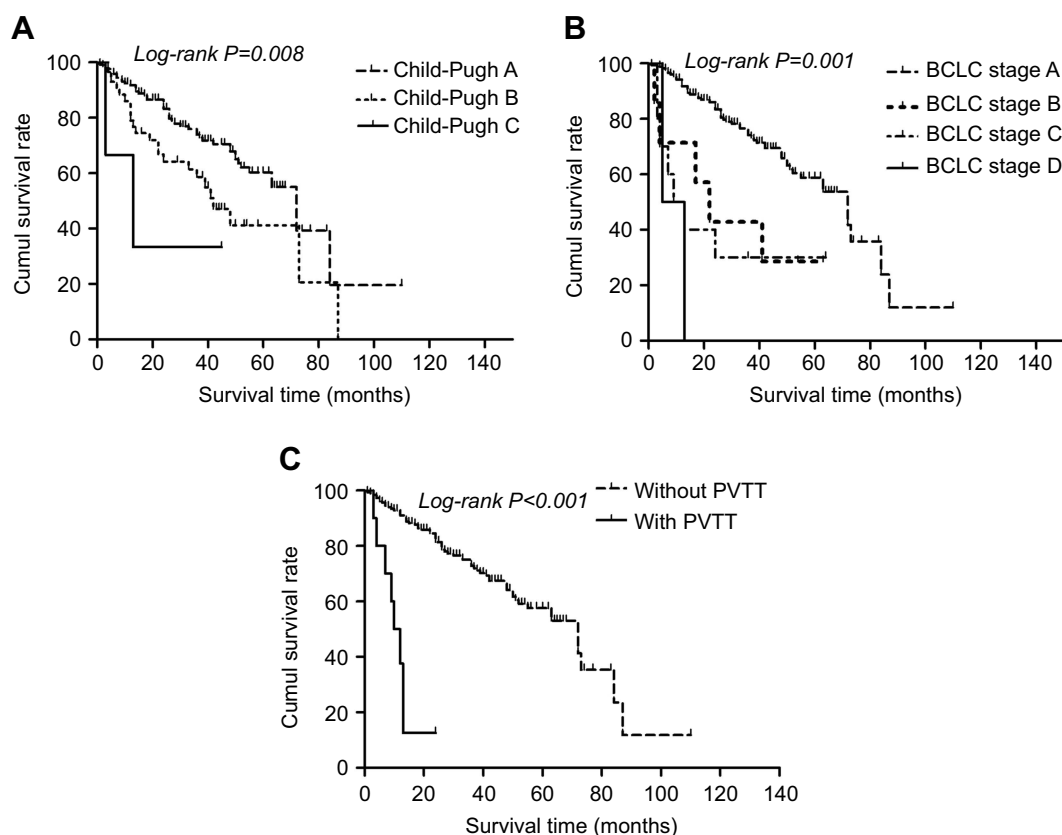 A
Log-rank P=0.008
Child-Pugh A
Child-Pugh B
Child-Pugh C
Cumul survival rate
100
80
60
40
20
0
0 20 40 60 80 100 120 140
Survival time (months)
B
Log-rank P=0.001
BCLC stage A
BCLC stage B
BCLC stage C
BCLC stage D
Cumul survival rate
100
80
60
40
20
0
0 20 40 60 80 100 120 140
Survival time (months)
C
Log-rank P<0.001
Without PVTT
With PVTT
Cumul survival rate
100
80
60
40
20
0
0 20 40 60 80 100 120 140
Survival time (months)